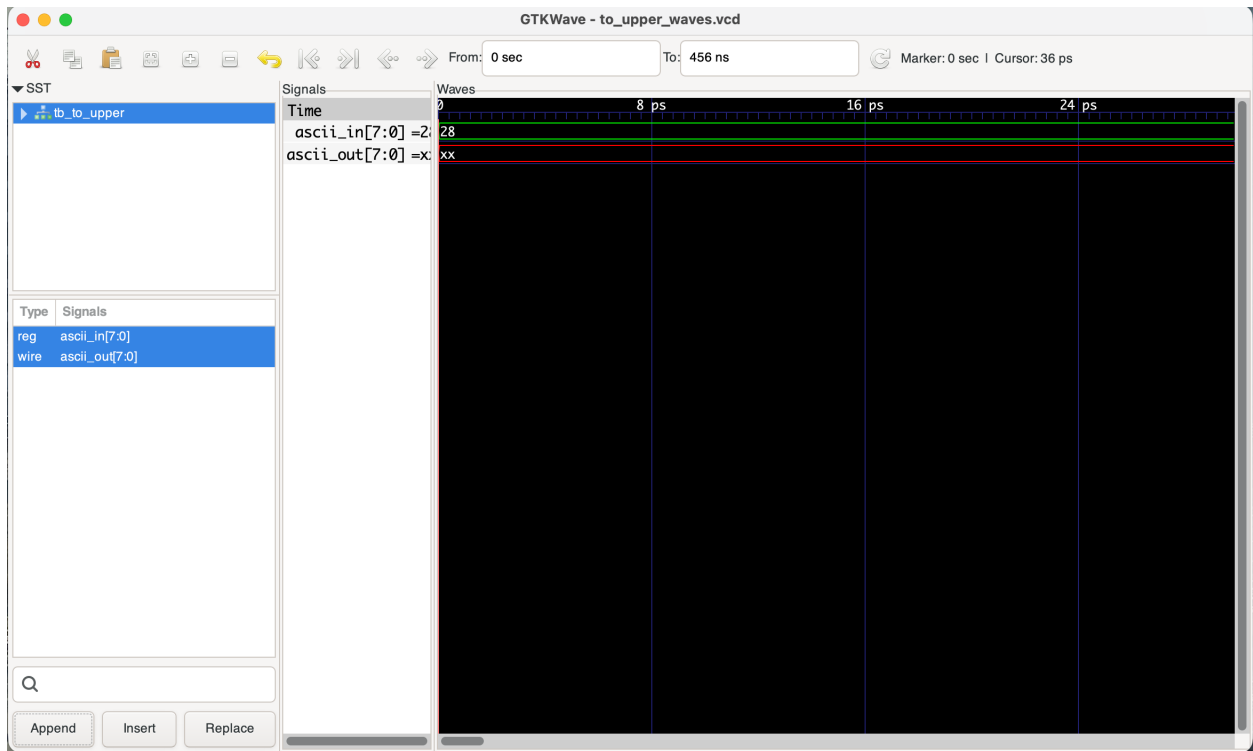 GTKWave - to_upper_waves.vcd
From: 0 sec To: 456 ns Marker: 0 sec | Cursor: 36 ps
SST
tb_to_upper
Type Signals
reg ascii_in[7:0]
wire ascii_out[7:0]
Append Insert Replace
Signals
Time
ascii_in[7:0] =28
ascii_out[7:0] =xx
Waves
0 8 ps 16 ps 24 ps
28
xx